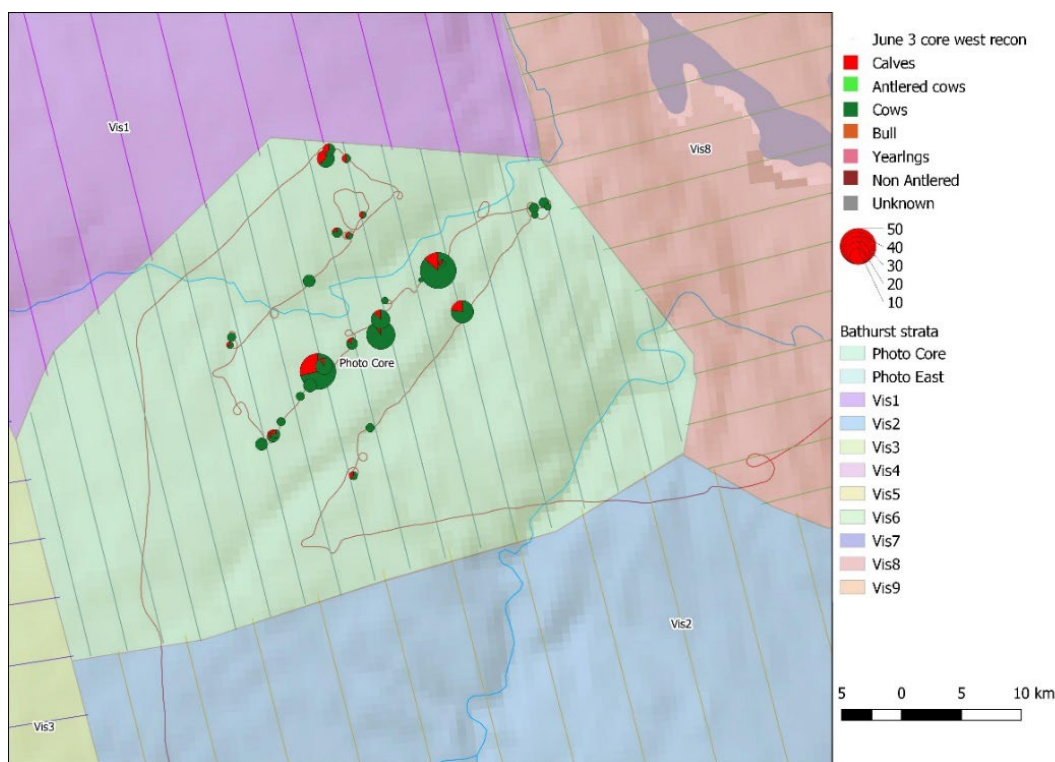 Vis1
Vis8
Photo Core
Vis2
Vis3
June 3 core west recon
Calves
Antlered cows
Cows
Bull
Yearlngs
Non Antlered
Unknown
50
40
30
20
10
Bathurst strata
Photo Core
Photo East
Vis1
Vis2
Vis3
Vis4
Vis5
Vis6
Vis7
Vis8
Vis9
5 0 5 10 km